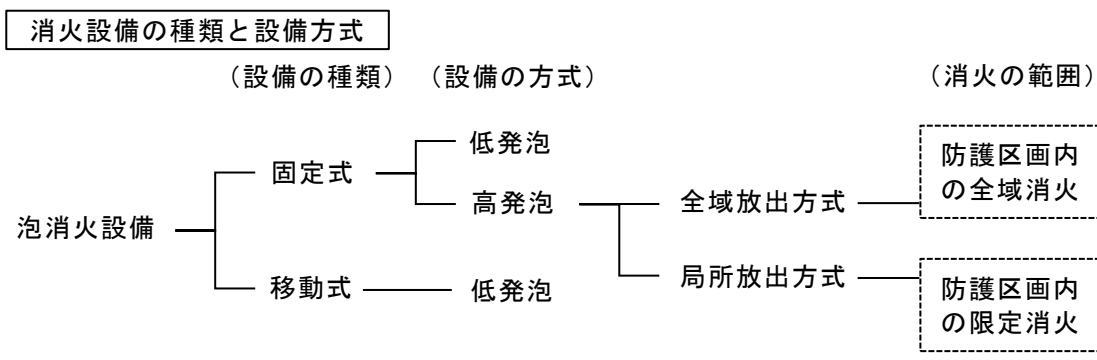 消火設備の種類と設備方式
（設備の種類）（設備の方式）（消火の範囲）
低発泡
固定式
高発泡
全域放出方式
防護区画内
の全域消火
泡消火設備
移動式
低発泡
局所放出方式
防護区画内
の限定消火